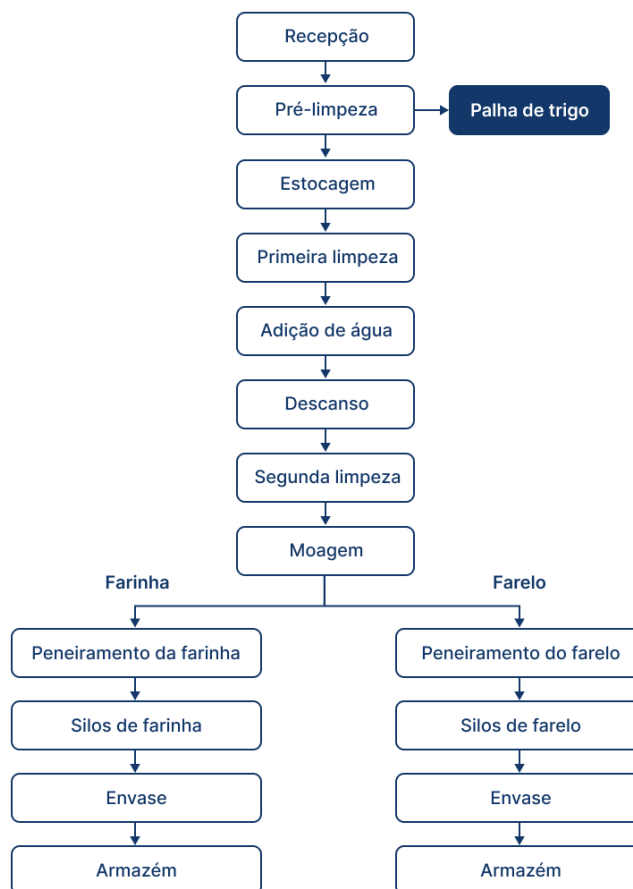 Recepção
Pré-limpeza
Palha de trigo
Estocagem
Primeira limpeza
Adição de água
Descanso
Segunda limpeza
Moagem
Farinha
Farelo
Peneiramento da farinha
Peneiramento do farelo
Silos de farinha
Silos de farelo
Envase
Envase
Armazém
Armazém